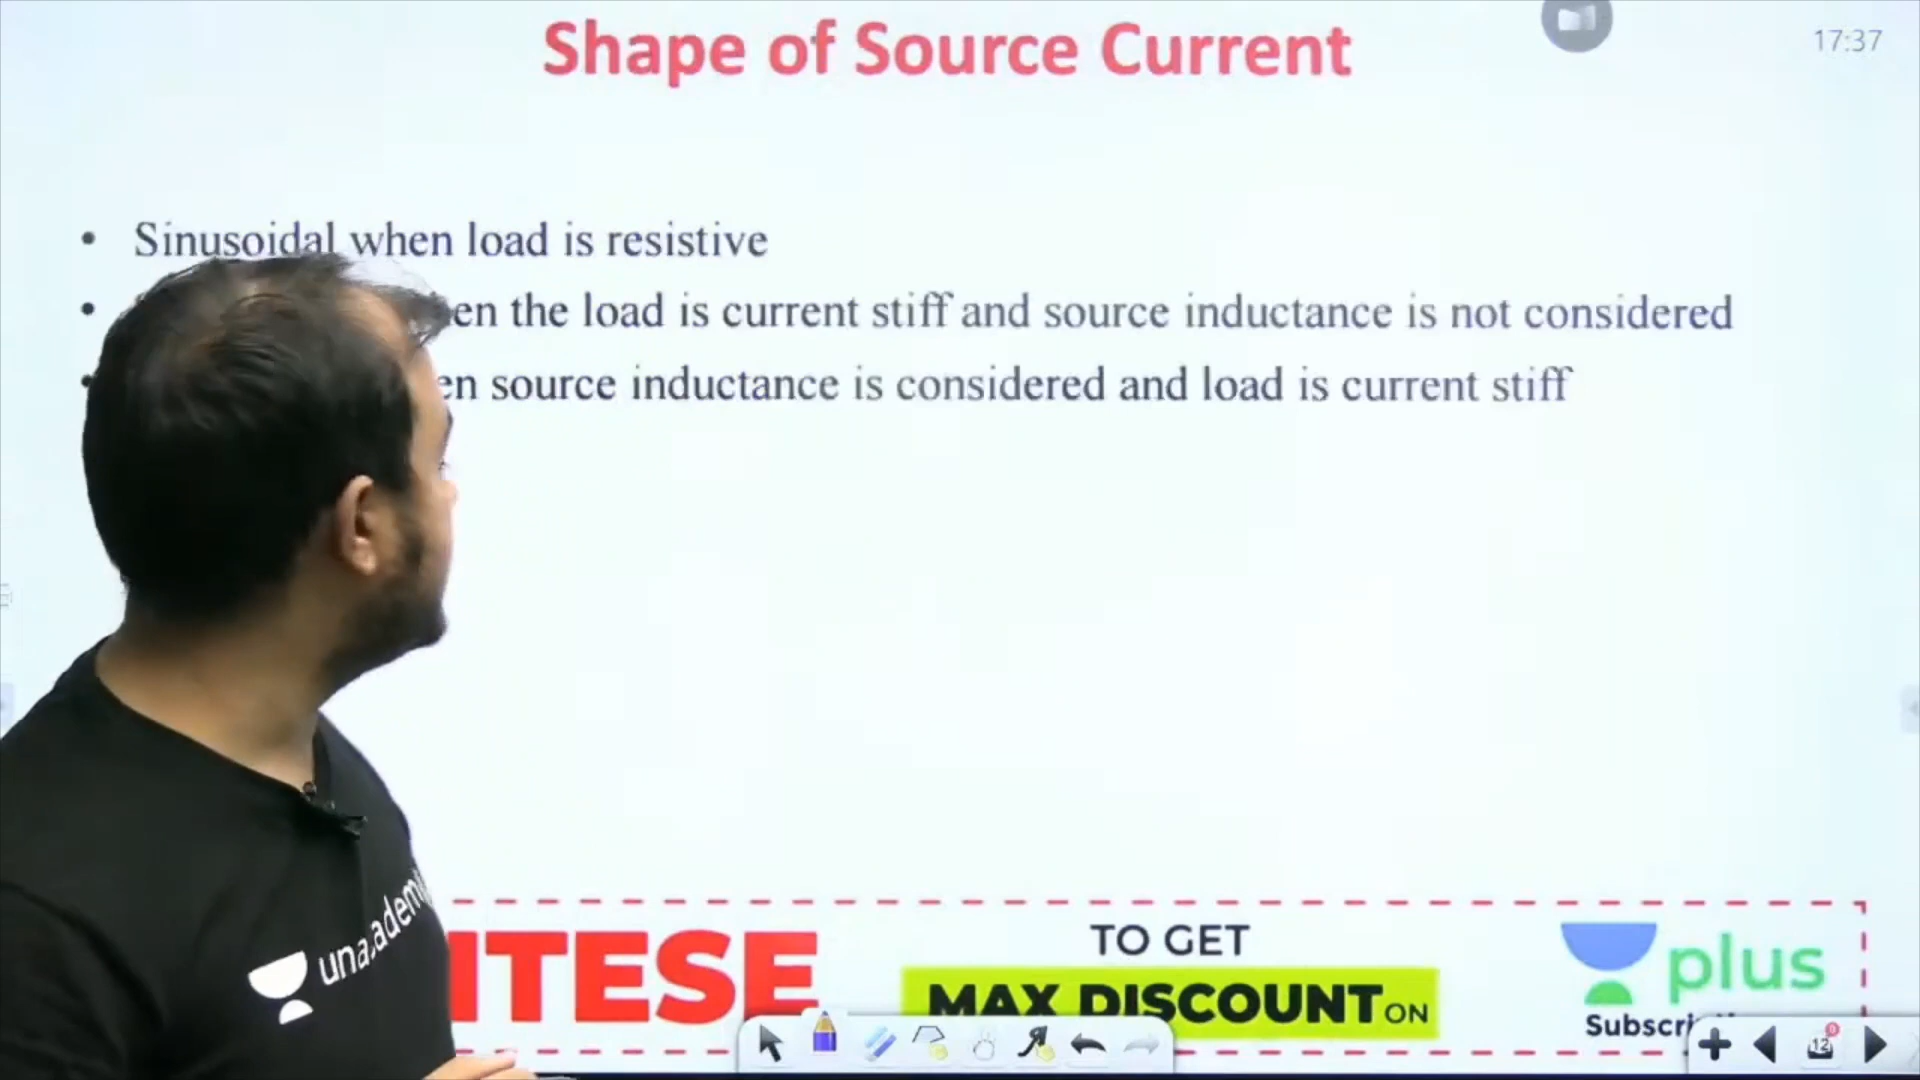 Shape of Source Current
17:37
• Sinusoidal when load is resistive
• en the load is current stiff and source inductance is not considered
• en source inductance is considered and load is current stiff
unacademy
ITESE
TO GET
MAX DISCOUNT ON
plus
12